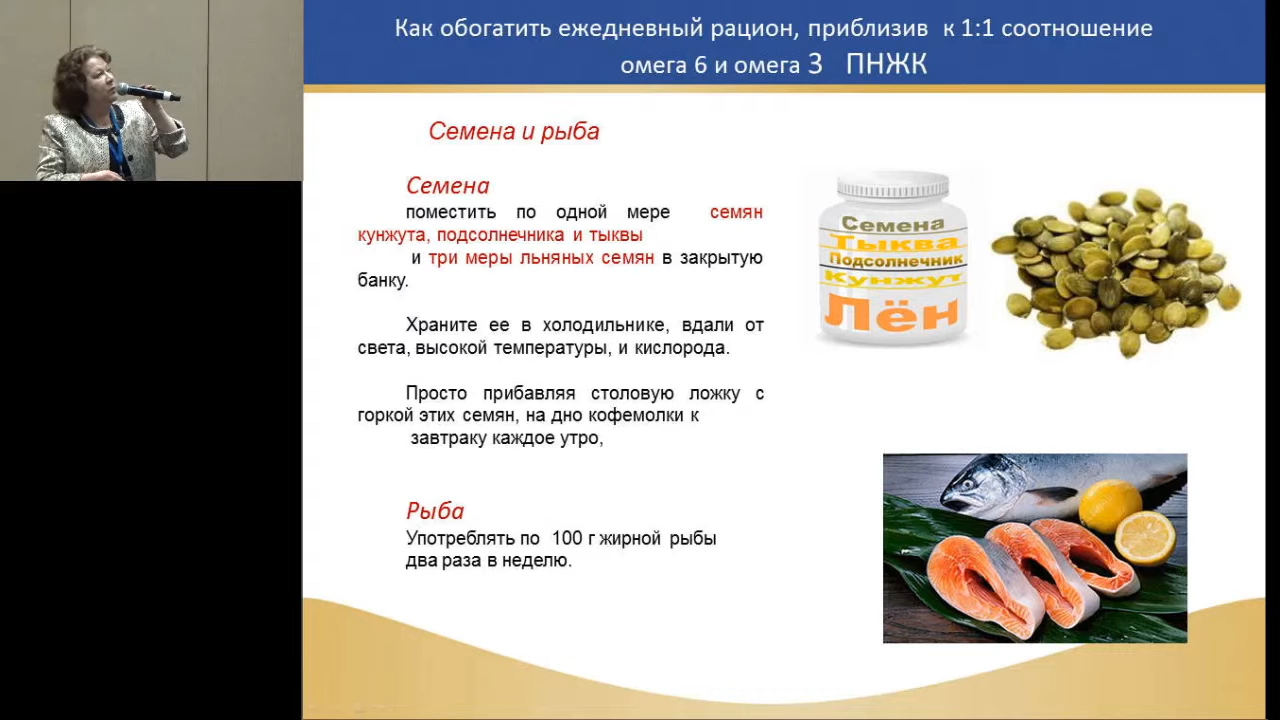 Как обогатить ежедневный рацион, приблизив к 1:1 соотношение
омега 6 и омега 3 ПНЖК
Семена и рыба
Семена
поместить по одной мере семян
кунжута, подсолнечника и тыквы
и три меры льняных семян в закрытую
банку.
Храните ее в холодильнике, вдали от
света, высокой температуры, и кислорода.
Просто прибавляя столовую ложку с
горкой этих семян, на дно кофемолки к
завтраку каждое утро,
Рыба
Употреблять по 100 г жирной рыбы
два раза в неделю.
Семена
Тыква
Подсолнечник
Кунжут
Лён